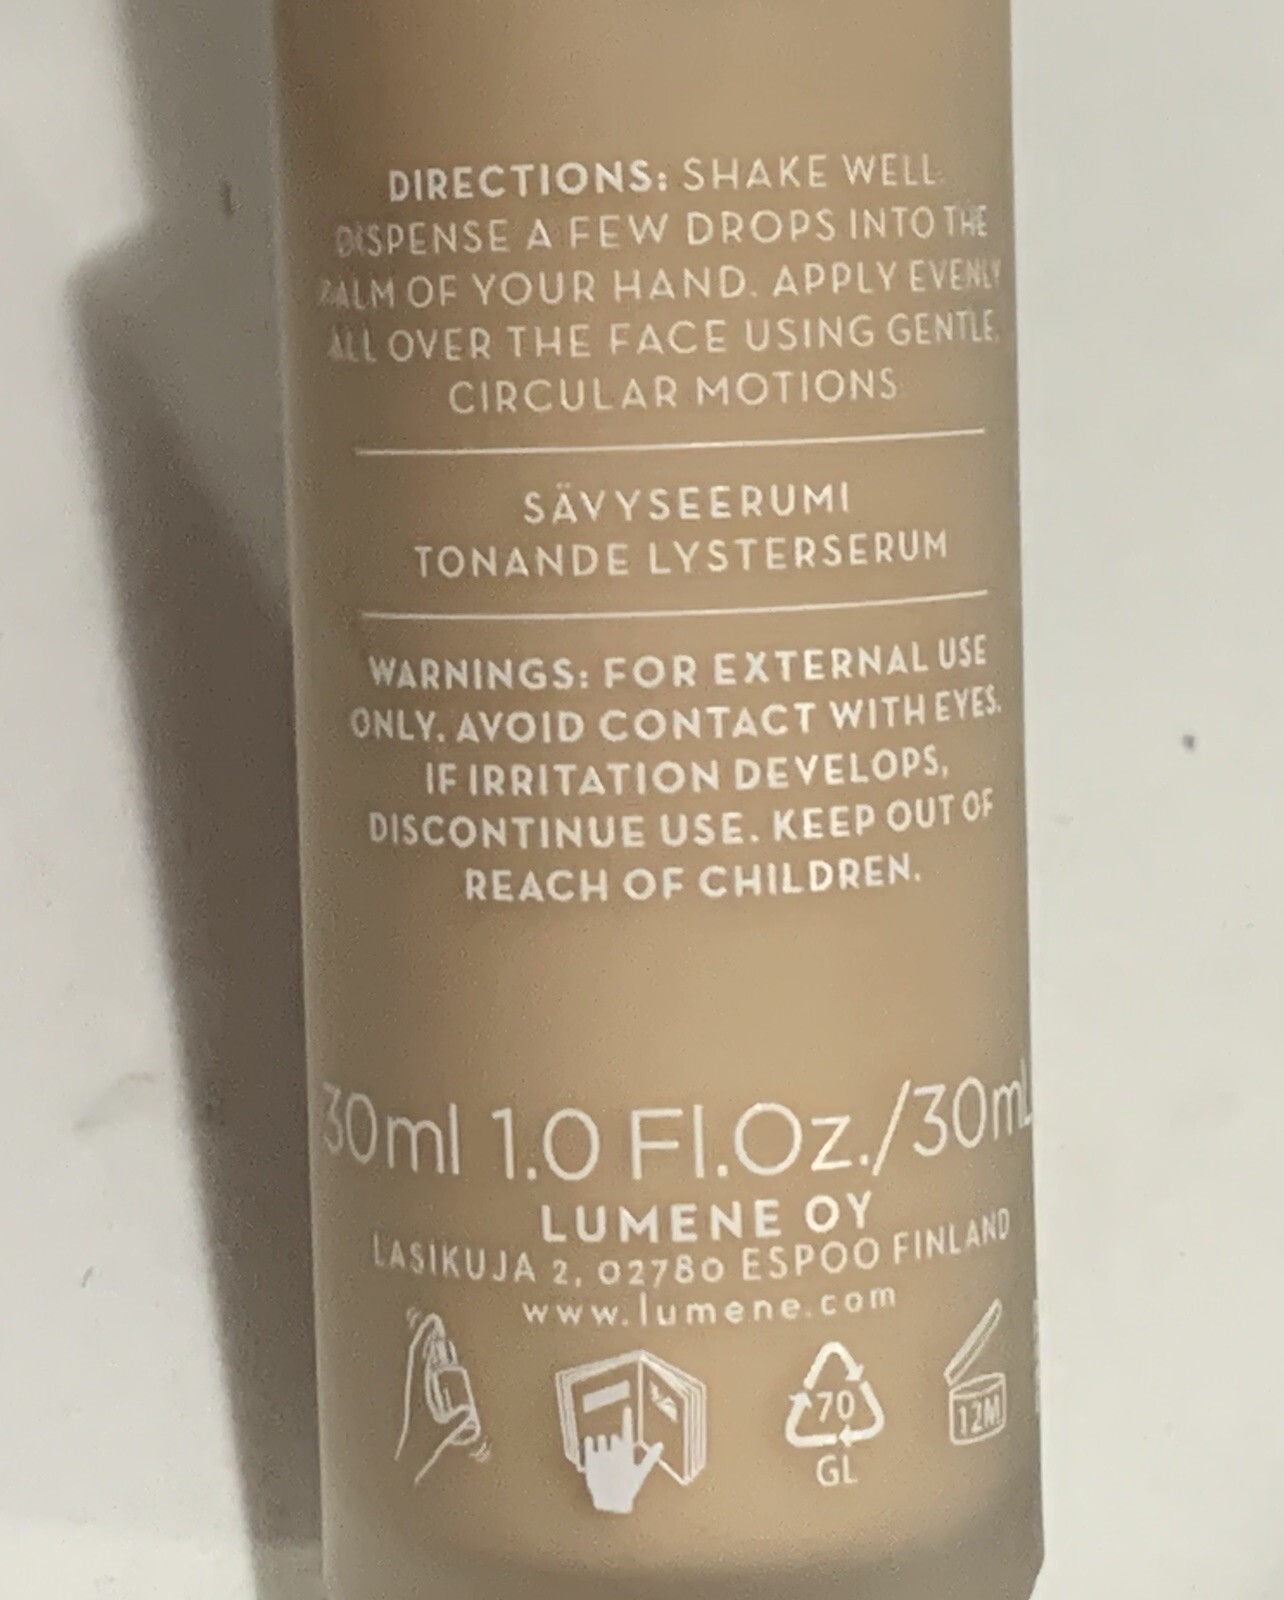 DIRECTIONS: SHAKE WELL.
DISPENSE A FEW DROPS INTO THE
PALM OF YOUR HAND. APPLY EVENLY
ALL OVER THE FACE USING GENTLE,
CIRCULAR MOTIONS
SÄVYSEERUMI
TONANDE LYSTERSERUM
WARNINGS: FOR EXTERNAL USE
ONLY. AVOID CONTACT WITH EYES.
IF IRRITATION DEVELOPS,
DISCONTINUE USE. KEEP OUT OF
REACH OF CHILDREN.
30ml 1.0 Fl.Oz./30mL
LUMENE OY
LASIKUJA 2, 02780 ESPOO FINLAND
www.lumene.com
70
GL
12M